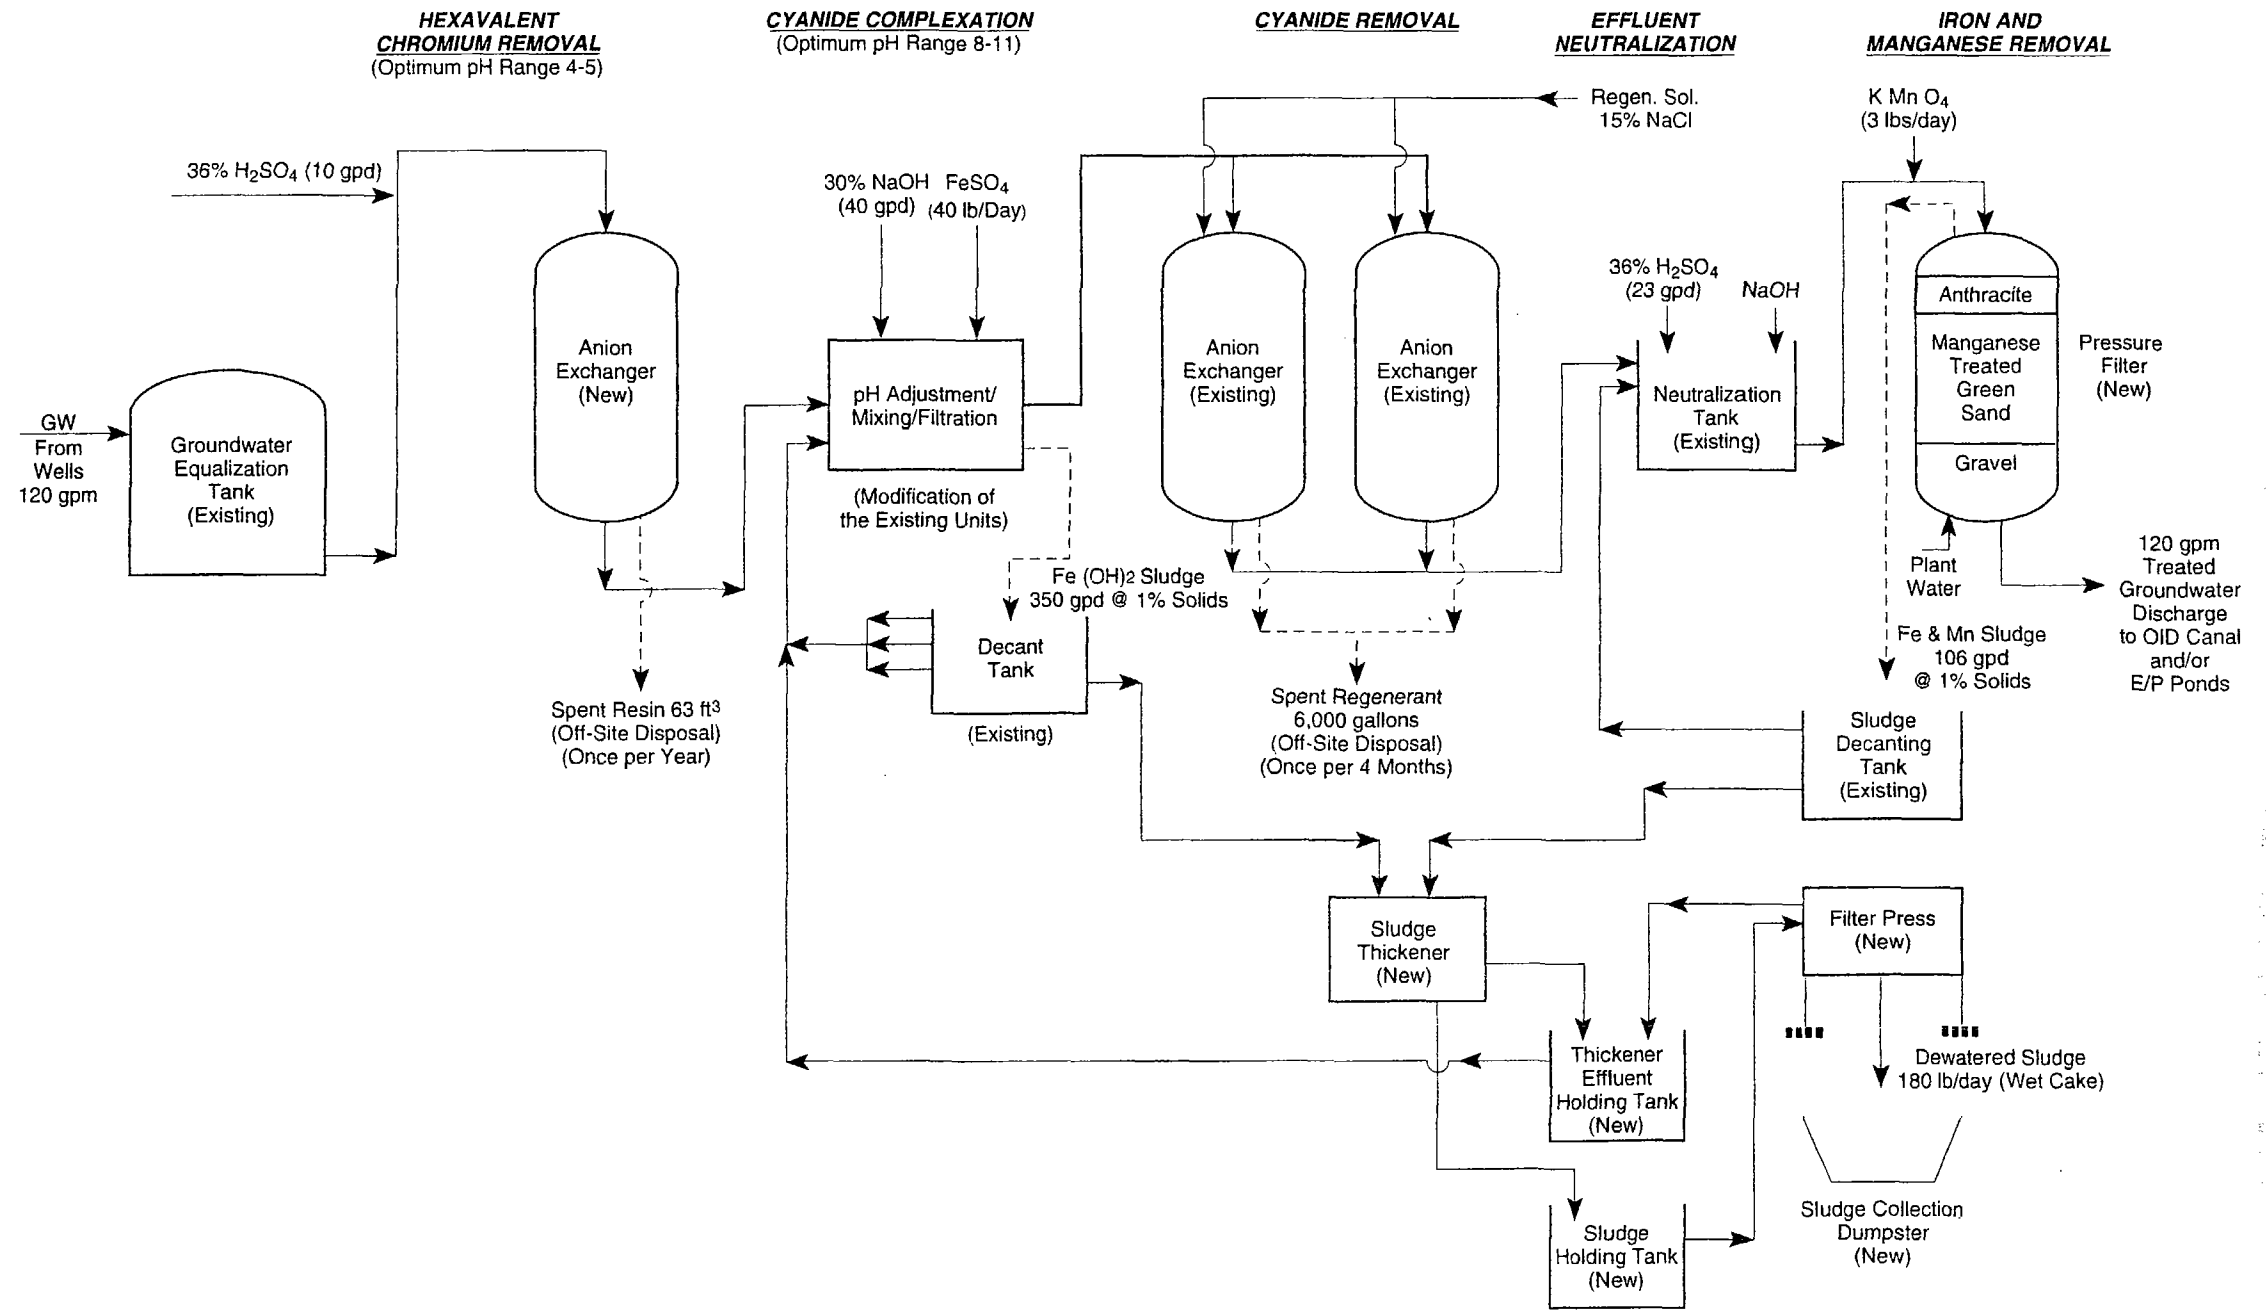 HEXAVALENT
CHROMIUM REMOVAL
(Optimum pH Range 4-5)
CYANIDE COMPLEXATION
(Optimum pH Range 8-11)
CYANIDE REMOVAL
EFFLUENT
NEUTRALIZATION
IRON AND
MANGANESE REMOVAL
36% H₂SO₄ (10 gpd)
GW
From
Wells
120 gpm
Groundwater
Equalization
Tank
(Existing)
Anion
Exchanger
(New)
Spent Resin 63 ft³
(Off-Site Disposal)
(Once per Year)
30% NaOH
(40 gpd)
FeSO₄
(40 lb/Day)
pH Adjustment/
Mixing/Filtration
(Modification of
the Existing Units)
Fe (OH)₂ Sludge
350 gpd @ 1% Solids
Decant
Tank
(Existing)
Regen. Sol.
15% NaCl
Anion
Exchanger
(Existing)
Anion
Exchanger
(Existing)
Spent Regenerant
6,000 gallons
(Off-Site Disposal)
(Once per 4 Months)
36% H₂SO₄
(23 gpd)
NaOH
Neutralization
Tank
(Existing)
K Mn O₄
(3 lbs/day)
Anthracite
Manganese
Treated
Green
Sand
Gravel
Pressure
Filter
(New)
Plant
Water
120 gpm
Treated
Groundwater
Discharge
to OID Canal
and/or
E/P Ponds
Fe & Mn Sludge
106 gpd
@ 1% Solids
Sludge
Decanting
Tank
(Existing)
Sludge
Thickener
(New)
Filter Press
(New)
Thickener
Effluent
Holding Tank
(New)
Dewatered Sludge
180 lb/day (Wet Cake)
Sludge
Holding Tank
(New)
Sludge Collection
Dumpster
(New)